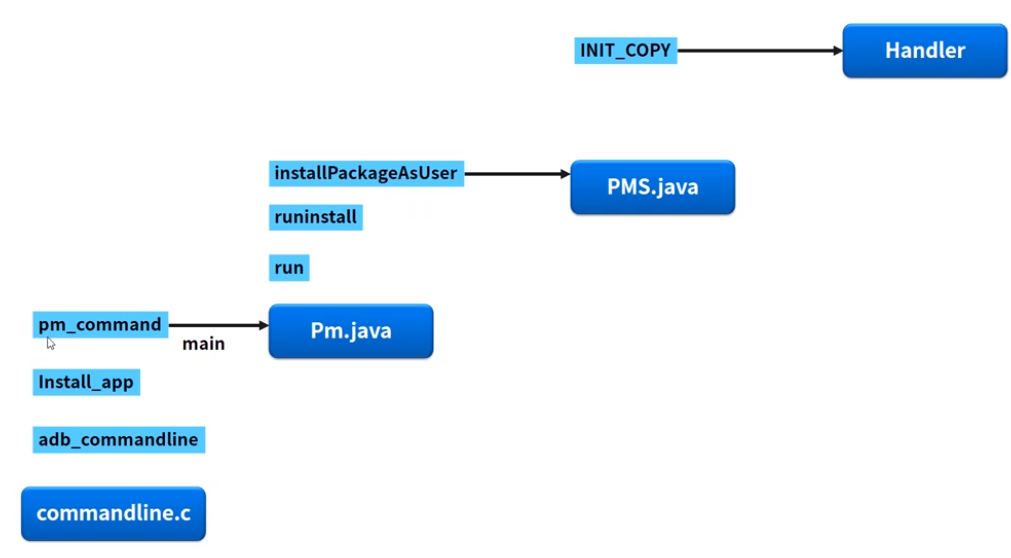 INIT_COPY
Handler
installPackageAsUser
PMS.java
runinstall
run
pm_command
main
Pm.java
Install_app
adb_commandline
commandline.c